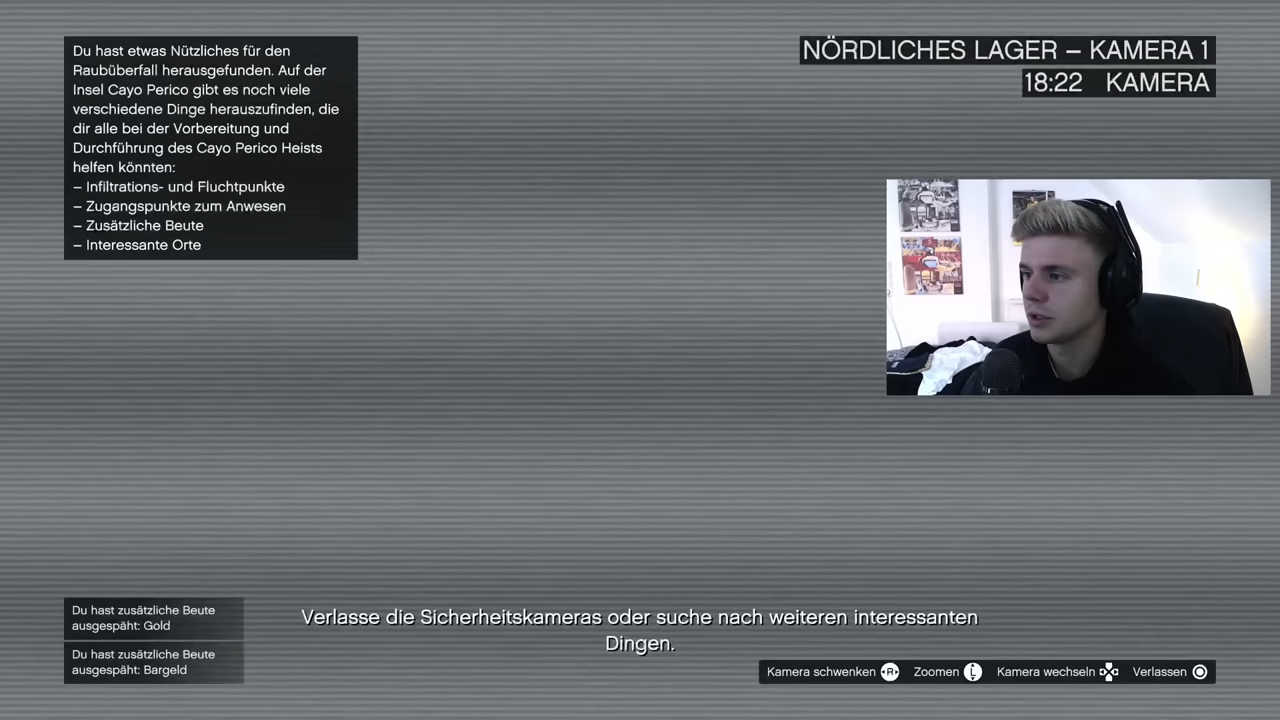 Du hast etwas Nützliches für den
Raubüberfall herausgefunden. Auf der
Insel Cayo Perico gibt es noch viele
verschiedene Dinge herauszufinden, die
dir alle bei der Vorbereitung und
Durchführung des Cayo Perico Heists
helfen könnten:
– Infiltrations- und Fluchtpunkte
– Zugangspunkte zum Anwesen
– Zusätzliche Beute
– Interessante Orte
NÖRDLICHES LAGER – KAMERA 1
18:22 KAMERA
Du hast zusätzliche Beute
ausgespäht: Gold
Du hast zusätzliche Beute
ausgespäht: Bargeld
Verlasse die Sicherheitskameras oder suche nach weiteren interessanten
Dingen.
Kamera schwenken R Zoomen L Kamera wechseln Verlassen